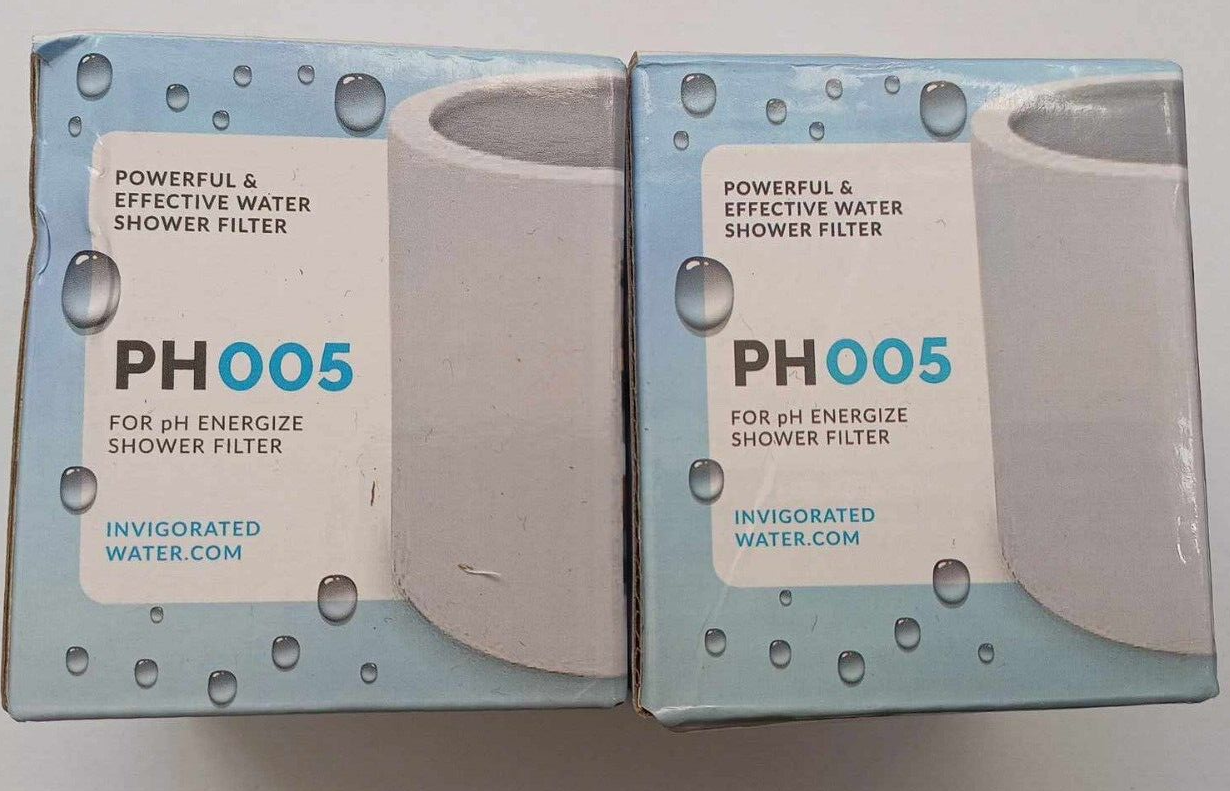 POWERFUL &
EFFECTIVE WATER
SHOWER FILTER
PH005
FOR pH ENERGIZE
SHOWER FILTER
INVIGORATED
WATER.COM
POWERFUL &
EFFECTIVE WATER
SHOWER FILTER
PH005
FOR pH ENERGIZE
SHOWER FILTER
INVIGORATED
WATER.COM